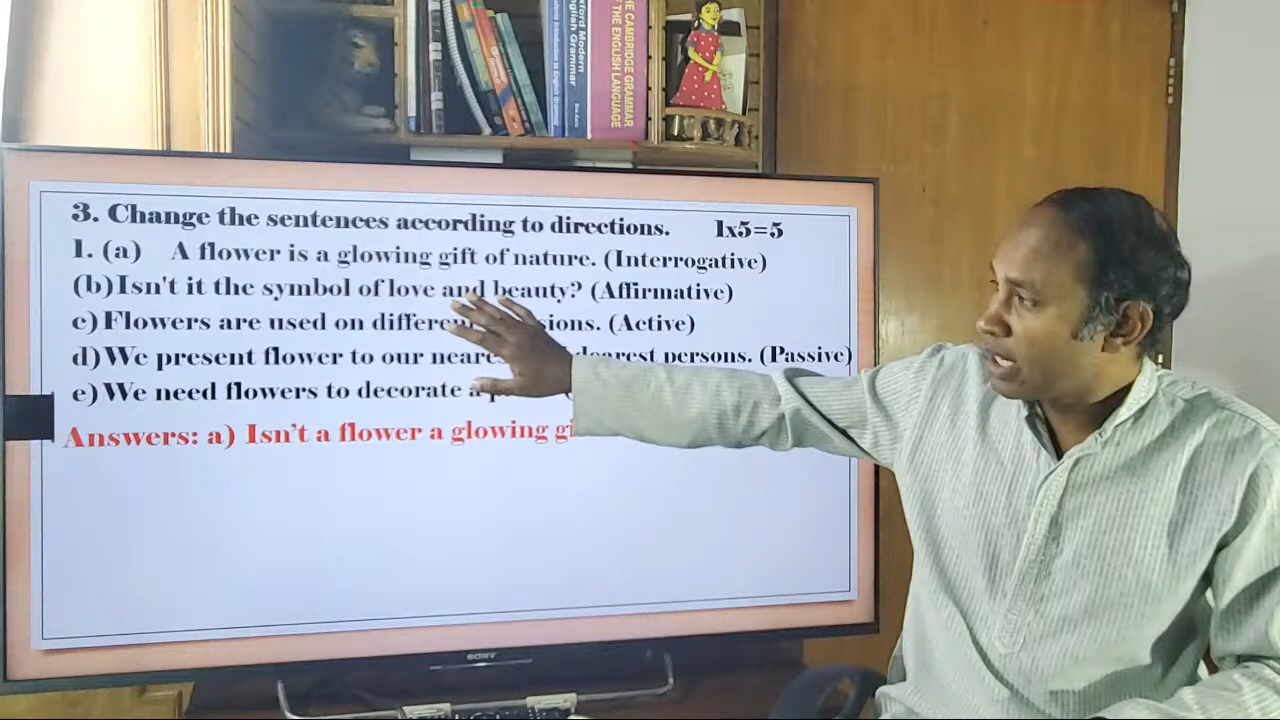 Oxford Modern English Grammar
THE CAMBRIDGE GRAMMAR
OF THE ENGLISH LANGUAGE
3. Change the sentences according to directions. 1x5=5
1. (a) A flower is a glowing gift of nature. (Interrogative)
(b)Isn't it the symbol of love and beauty? (Affirmative)
c)Flowers are used on (Active)
d)We present flower to our dearest persons. (Passive)
e)We need flowers to decorate
Answers: a) Isn't a flower a glowing
SONY